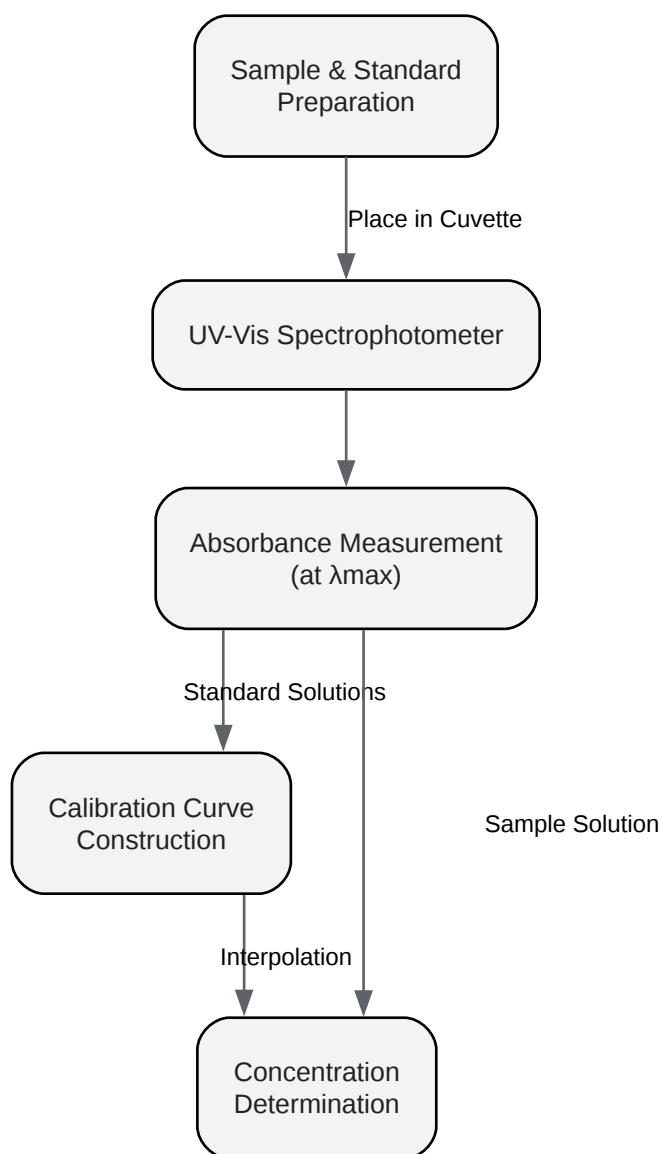 Sample & Standard
Preparation
Place in Cuvette
UV-Vis Spectrophotometer
Absorbance Measurement
(at λmax)
Standard Solutions
Calibration Curve
Construction
Sample Solution
Interpolation
Concentration
Determination